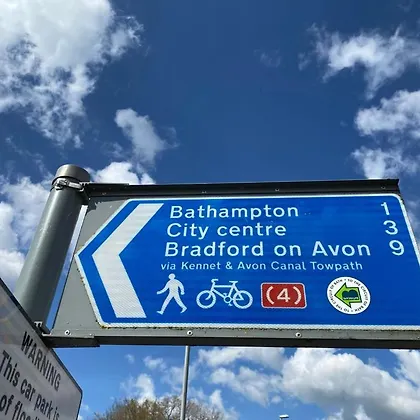 Bathampton 1
City centre 3
Bradford on Avon 9
via Kennet & Avon Canal Towpath
(4)
WARNING
This car park is